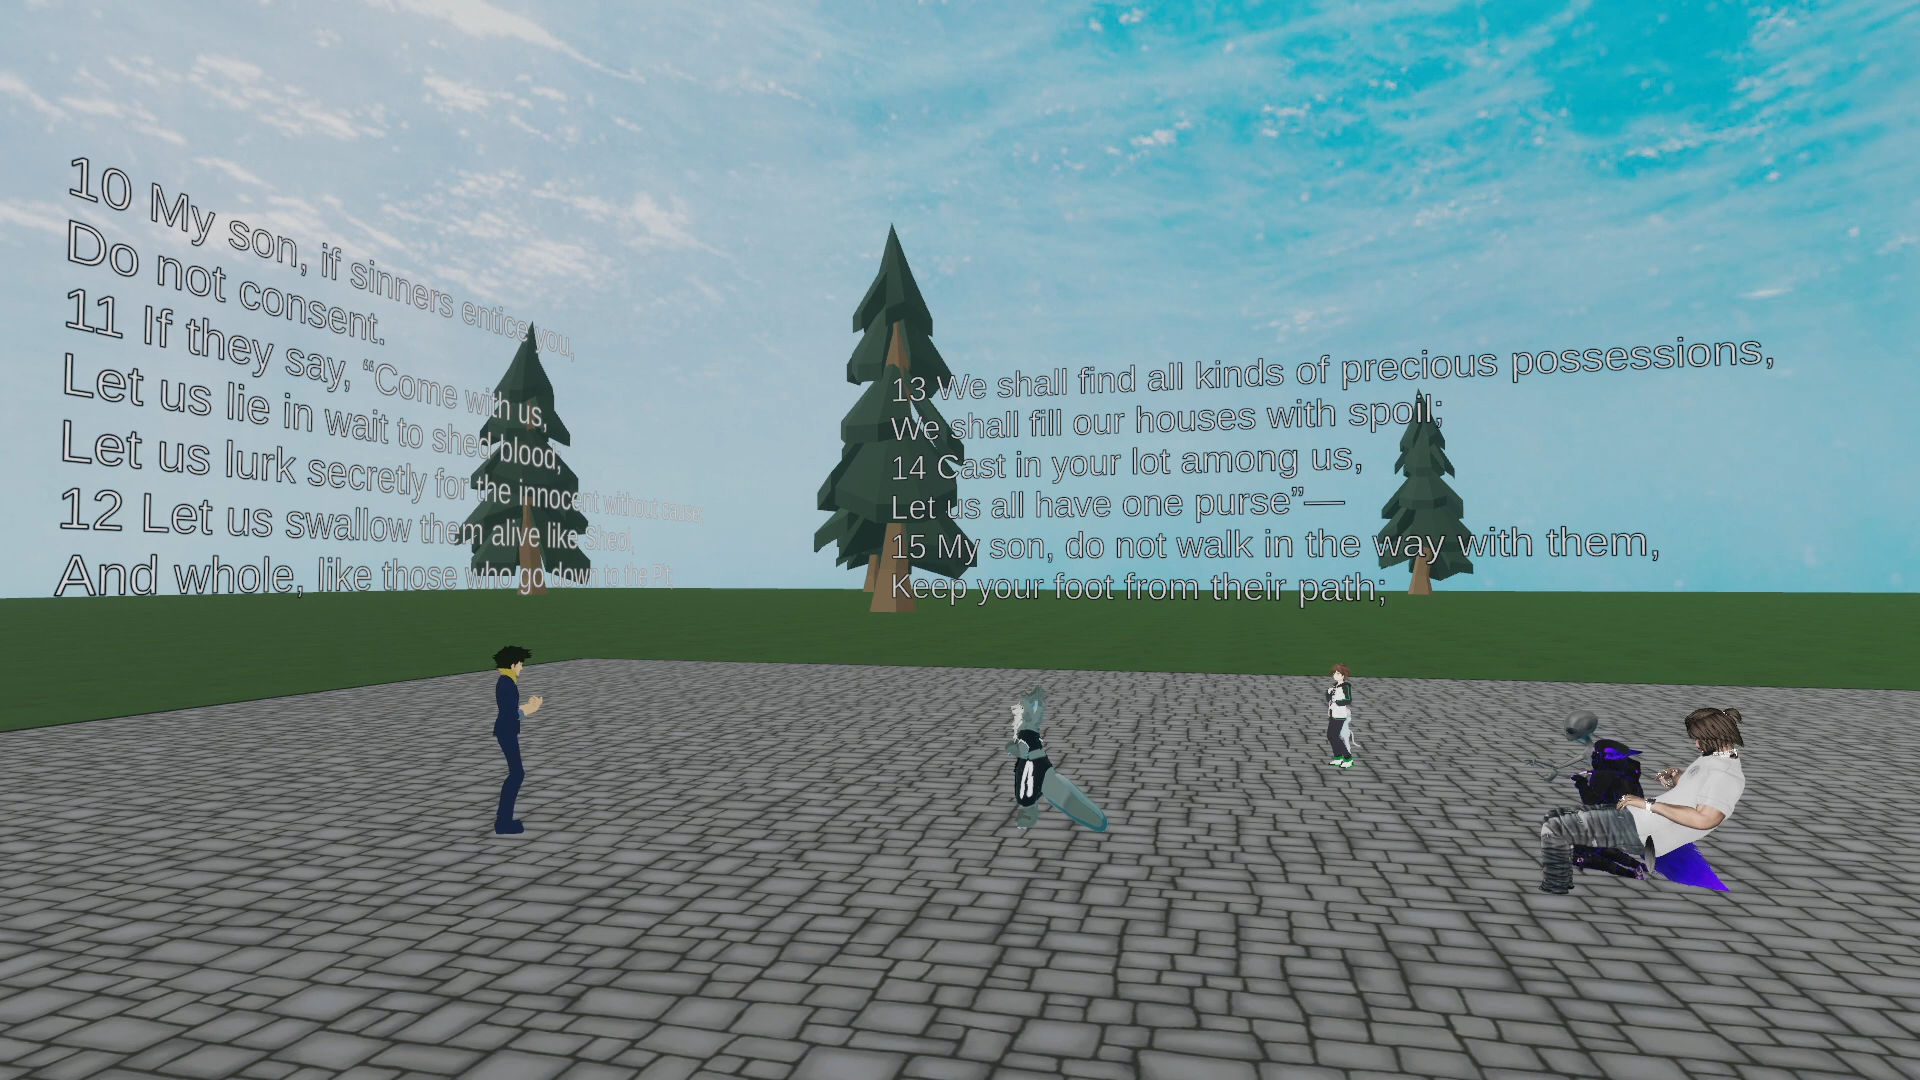 10 My son, if sinners entice you,
Do not consent.
11 If they say, “Come with us,
Let us lie in wait to shed blood;
Let us lurk secretly for the innocent without cause;
12 Let us swallow them alive like Sheol,
And whole, like those who go down to the Pit;
13 We shall find all kinds of precious possessions,
We shall fill our houses with spoil;
14 Cast in your lot among us,
Let us all have one purse”—
15 My son, do not walk in the way with them,
Keep your foot from their path;